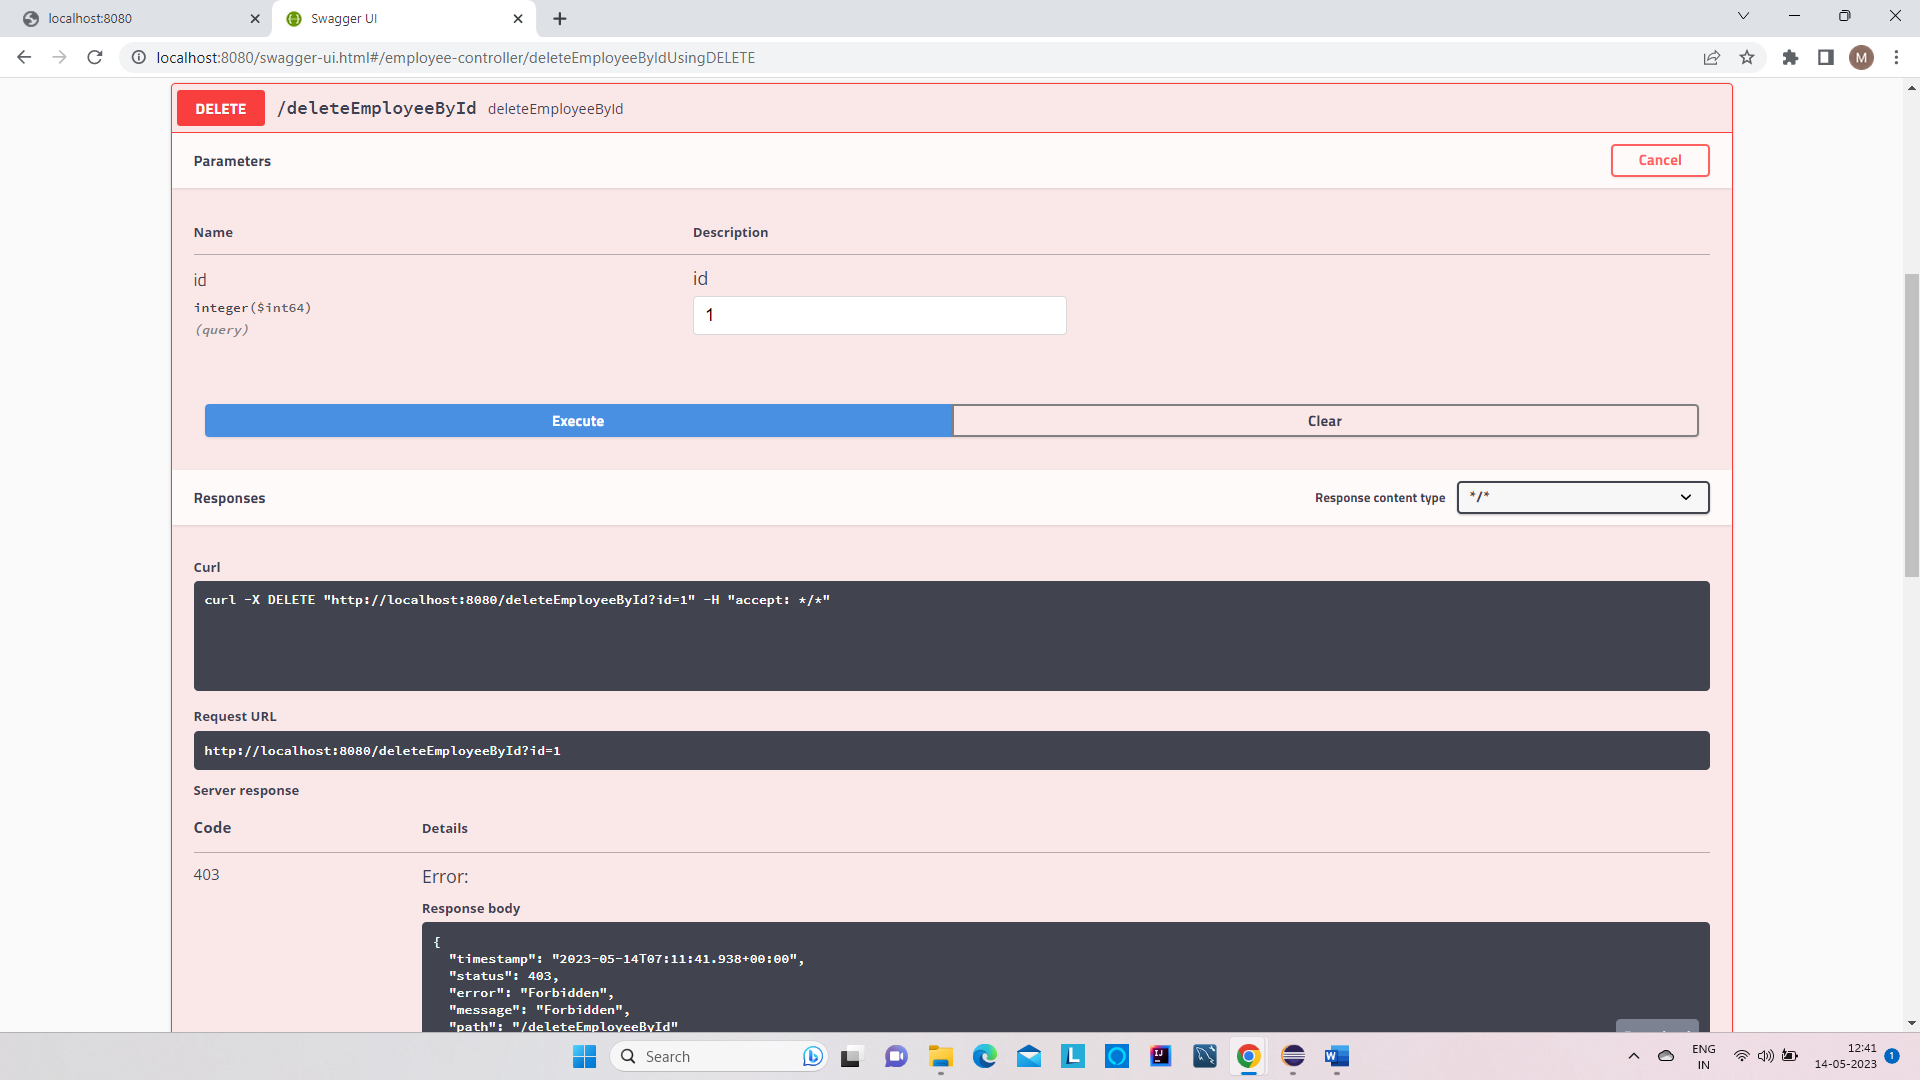 localhost:8080
Swagger UI
localhost:8080/swagger-ui.html#/employee-controller/deleteEmployeeByIdUsingDELETE
M
DELETE /deleteEmployeeById deleteEmployeeById
Parameters
Cancel
Name Description
id id
integer($int64) 1
(query)
Execute Clear
Responses
Response content type */*
Curl
curl -X DELETE "http://localhost:8080/deleteEmployeeById?id=1" -H "accept: */*"
Request URL
http://localhost:8080/deleteEmployeeById?id=1
Server response
Code Details
403 Error:
Response body
{
"timestamp": "2023-05-14T07:11:41.938+00:00",
"status": 403,
"error": "Forbidden",
"message": "Forbidden",
"path": "/deleteEmployeeById"
Search
L
IJ
W
ENG
IN
12:41
14-05-2023
1